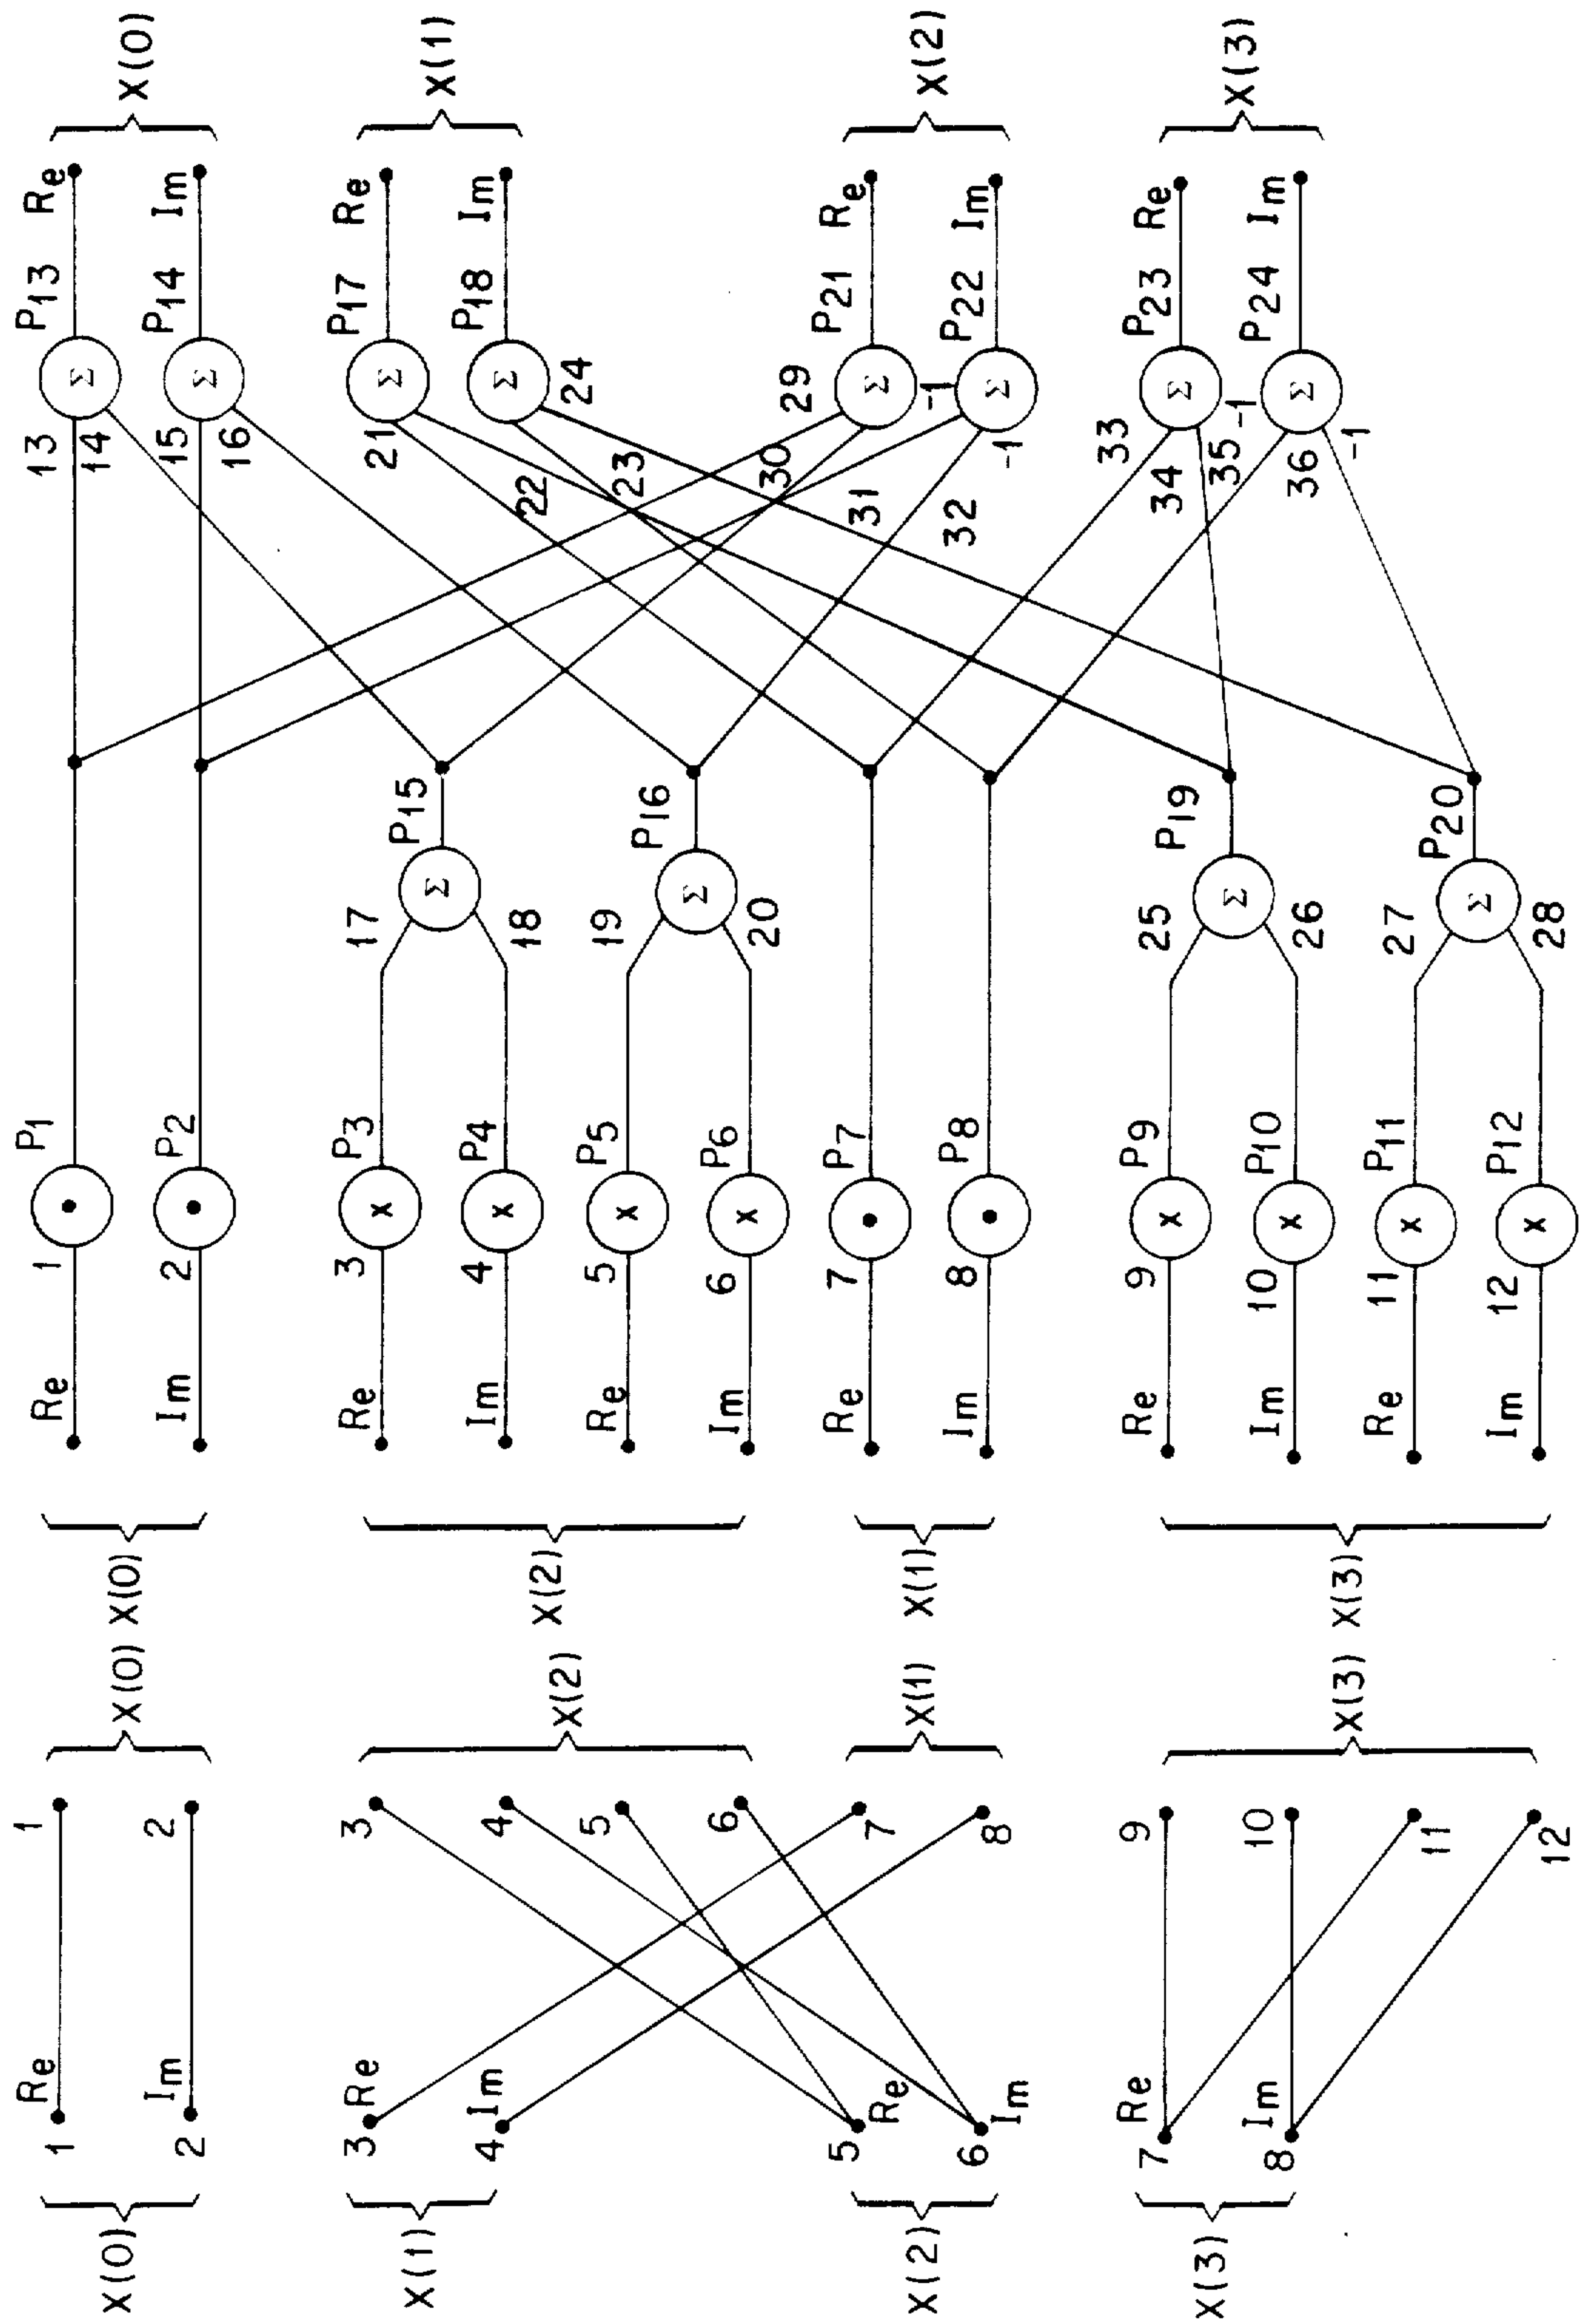 Re 1 Re 1 P1 13 P13 Re
1
X(0) X(0) X(0) 14 X(0)
Im 2 Im 2 P2 15 P14 Im
2
16
Re 3 Re 3 P3 17 P15 21 P17 Re
3
X(1) X(1)
Im 4 Im 4 P4 18 22 P18 Im
4
X(2) X(2) 24
5 Re 5 P5 19 P16 23
6 Im 6 P6 20 30 29
5 Re 7 Re 7 P7 31 P21 Re
X(2) X(1) X(1) -1 X(2)
6 Im 8 Im 8 P8 32 -1 P22 Im
Re 9 Re 9 P9 25 P19 33 P23 Re
7
34
X(3) 35 -1 X(3)
Im 10 Im 10 P10 26 36 P24 Im
8
X(3) X(3) -1
11 Re 11 P11 27 P20
12 Im 12 P12 28
Σ Σ Σ Σ Σ Σ Σ Σ Σ Σ Σ Σ
x x x x x x x x